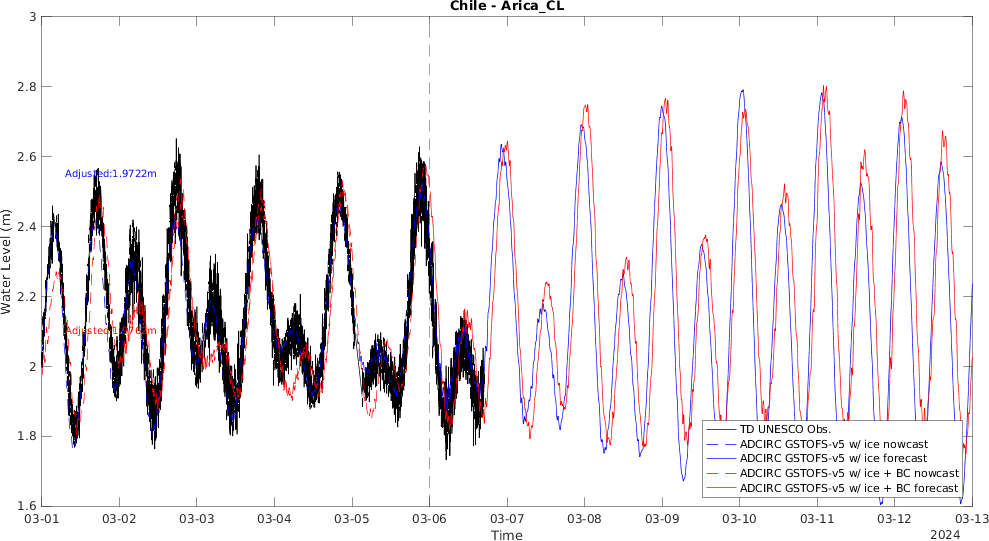 Chile - Arica_CL
Water Level (m)
3
2.8
2.6
2.4
2.2
2
1.8
1.6
Adjusted:1.9722m
03-01
03-02
03-03
03-04
03-05
03-06
03-07
03-08
03-09
03-10
03-11
03-12
03-13
Time
2024
TD UNESCO Obs.
ADCIRC GSTOFS-v5 w/ ice nowcast
ADCIRC GSTOFS-v5 w/ ice forecast
ADCIRC GSTOFS-v5 w/ ice + BC nowcast
ADCIRC GSTOFS-v5 w/ ice + BC forecast